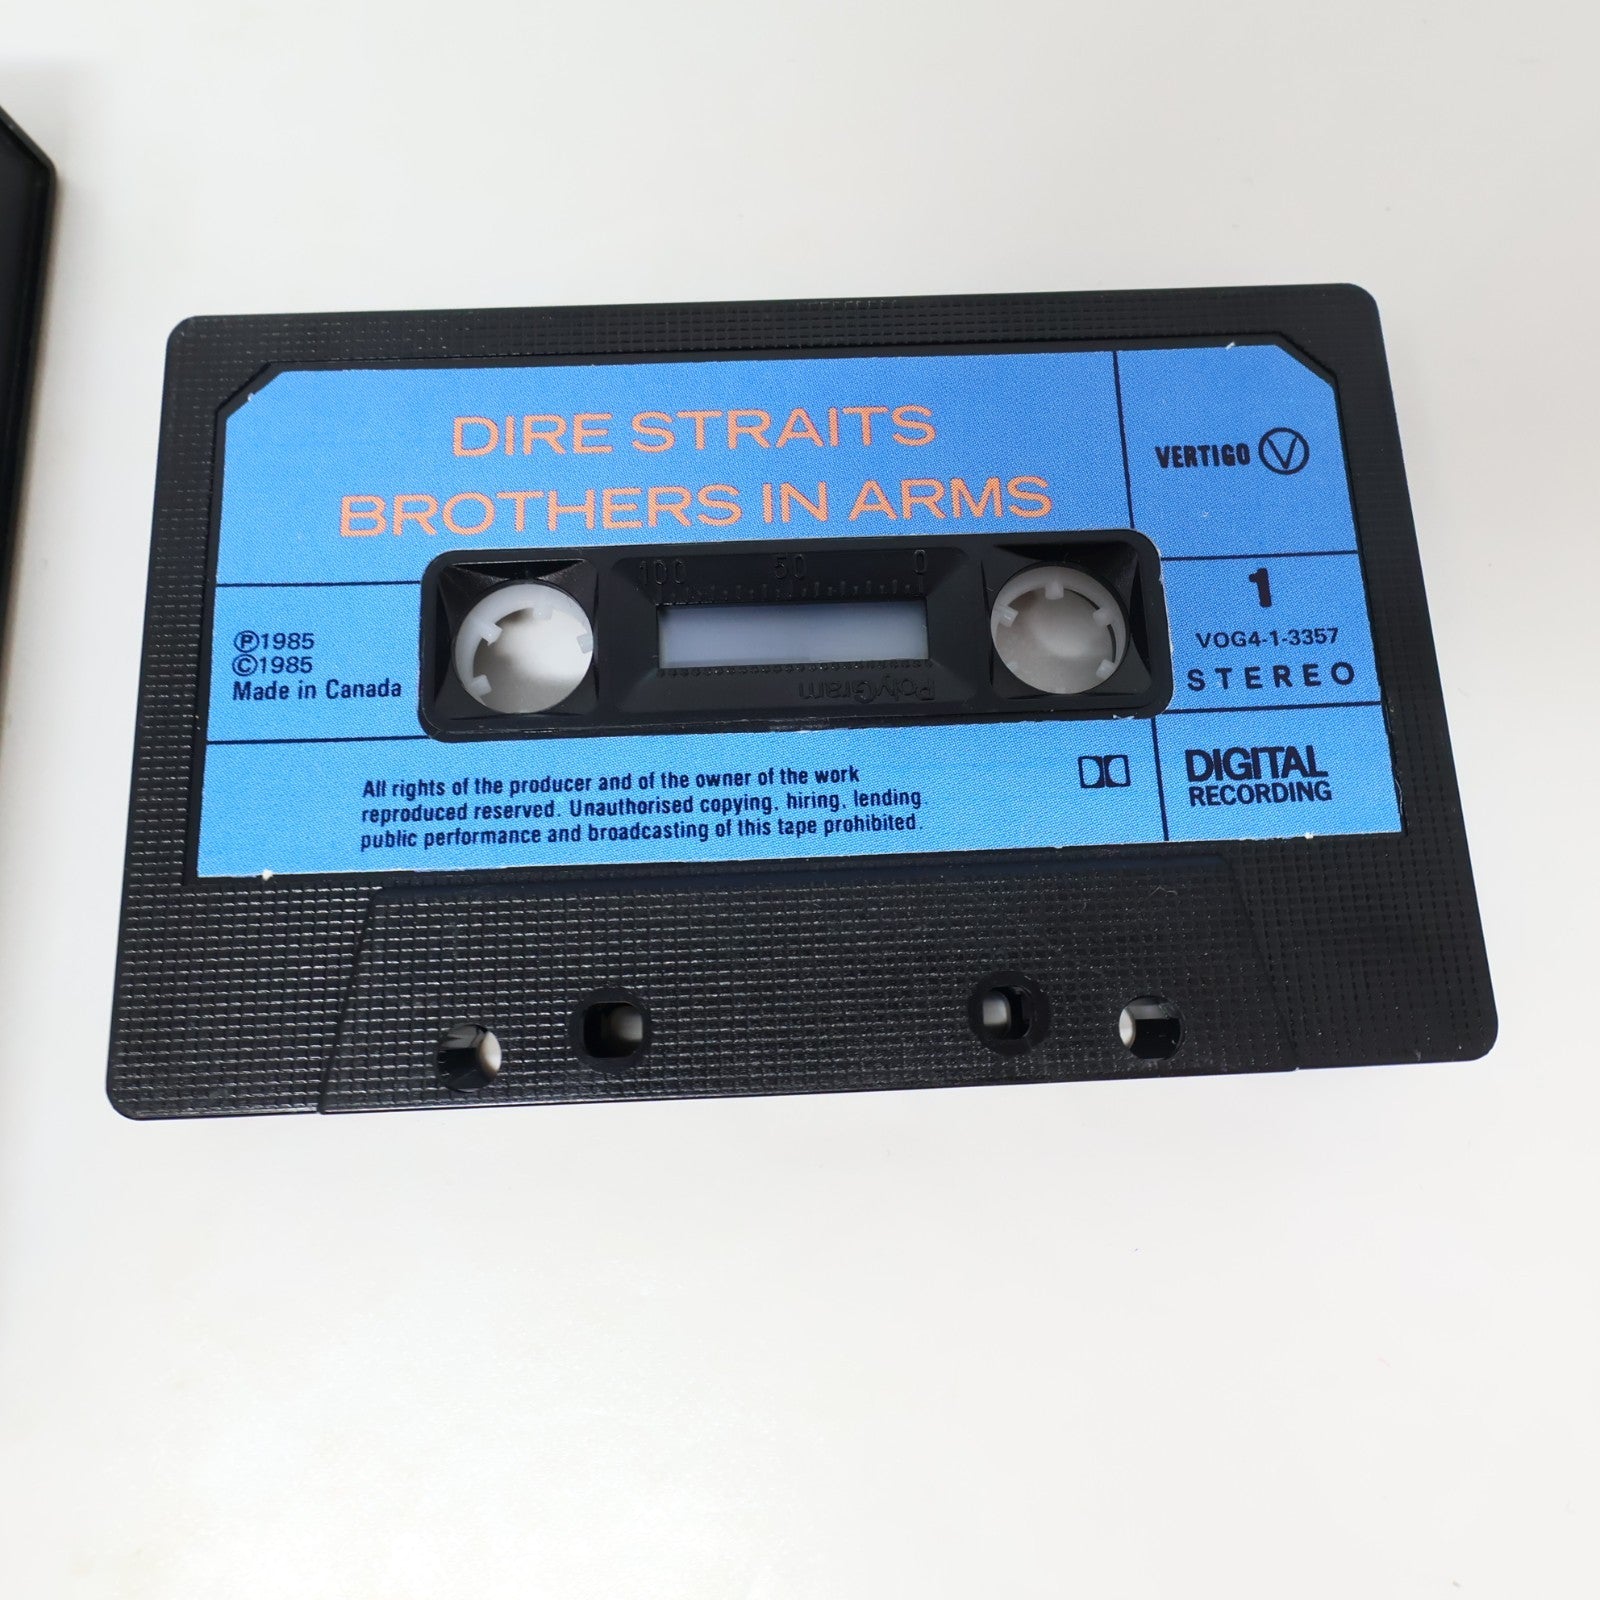 DIRE STRAITS
BROTHERS IN ARMS
VERTIGO V
100 50 0
1
VOG4-1-3357
STEREO
℗1985
©1985
Made in Canada
PolyGram
All rights of the producer and of the owner of the work
reproduced reserved. Unauthorised copying, hiring, lending,
public performance and broadcasting of this tape prohibited.
DIGITAL
RECORDING